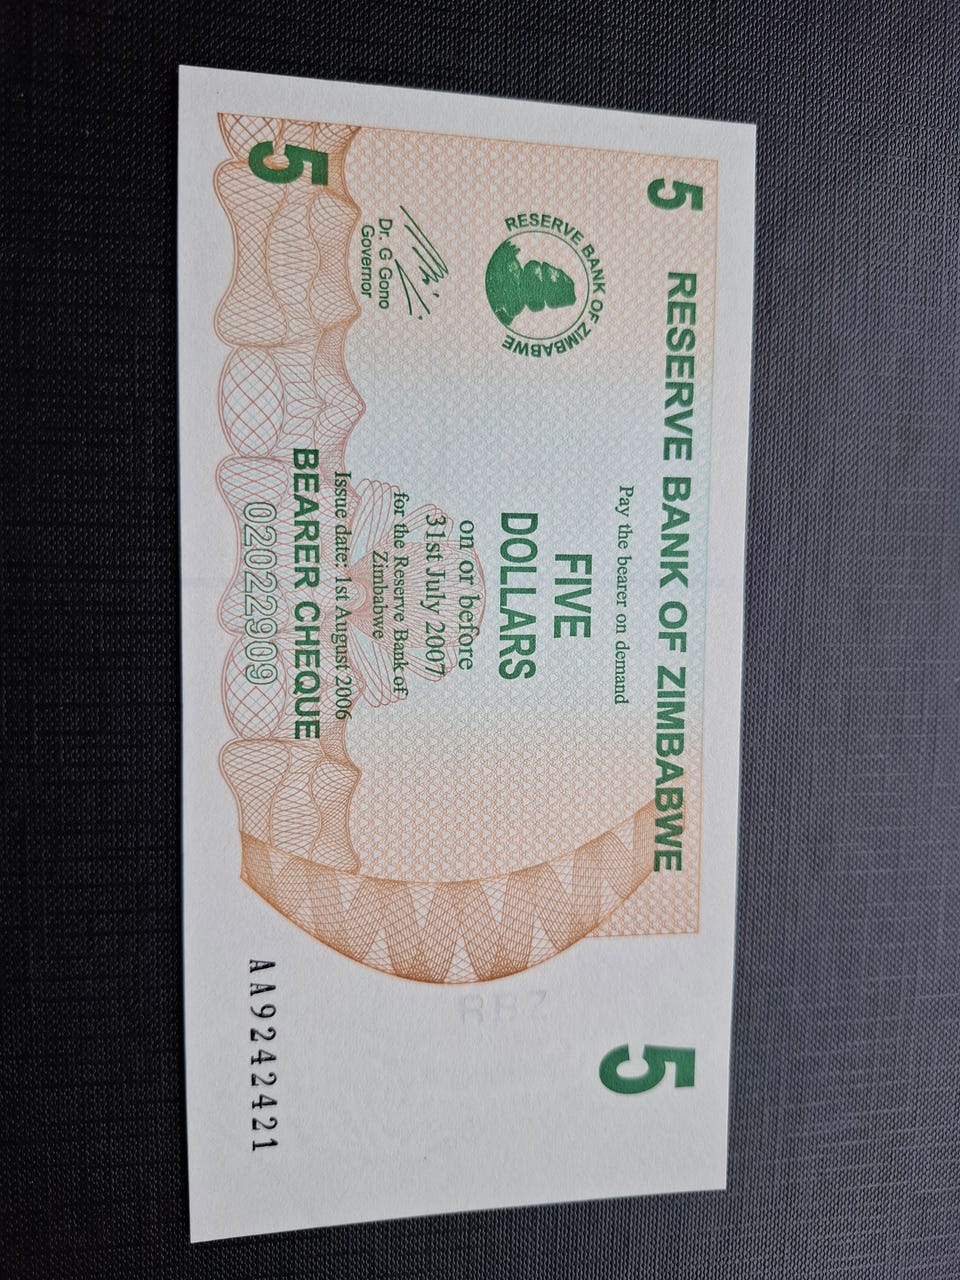 5 RESERVE BANK OF ZIMBABWE
5
Pay the bearer on demand
RESERVE BANK OF ZIMBABWE
FIVE
DOLLARS
on or before
31st July 2007
for the Reserve Bank of
Zimbabwe
Dr. G Gono
Governor
Issue date: 1st August 2006
BEARER CHEQUE
5
02022909
AA9242421
RBZ